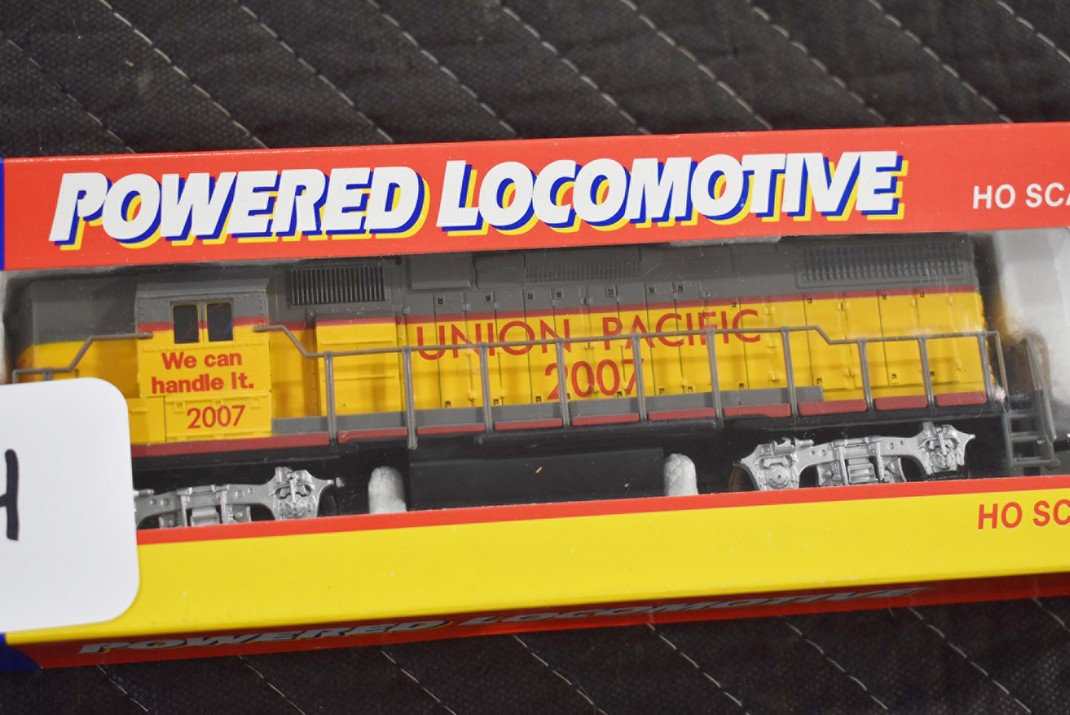 POWERED LOCOMOTIVE
HO SCA
UNION PACIFIC
2007
We can
handle It.
2007
HO SC
POWERED LOCOMOTIVE